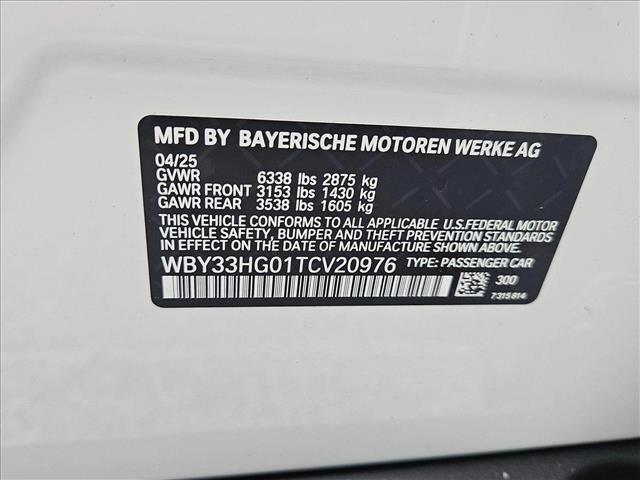 MFD BY BAYERISCHE MOTOREN WERKE AG
04/25
GVWR 6338 lbs 2875 kg
GAWR FRONT 3153 lbs 1430 kg
GAWR REAR 3538 lbs 1605 kg
THIS VEHICLE CONFORMS TO ALL APPLICABLE U.S.FEDERAL MOTOR
VEHICLE SAFETY, BUMPER AND THEFT PREVENTION STANDARDS
IN EFFECT ON THE DATE OF MANUFACTURE SHOWN ABOVE.
WBY33HG01TCV20976 TYPE: PASSENGER CAR
300
7315814